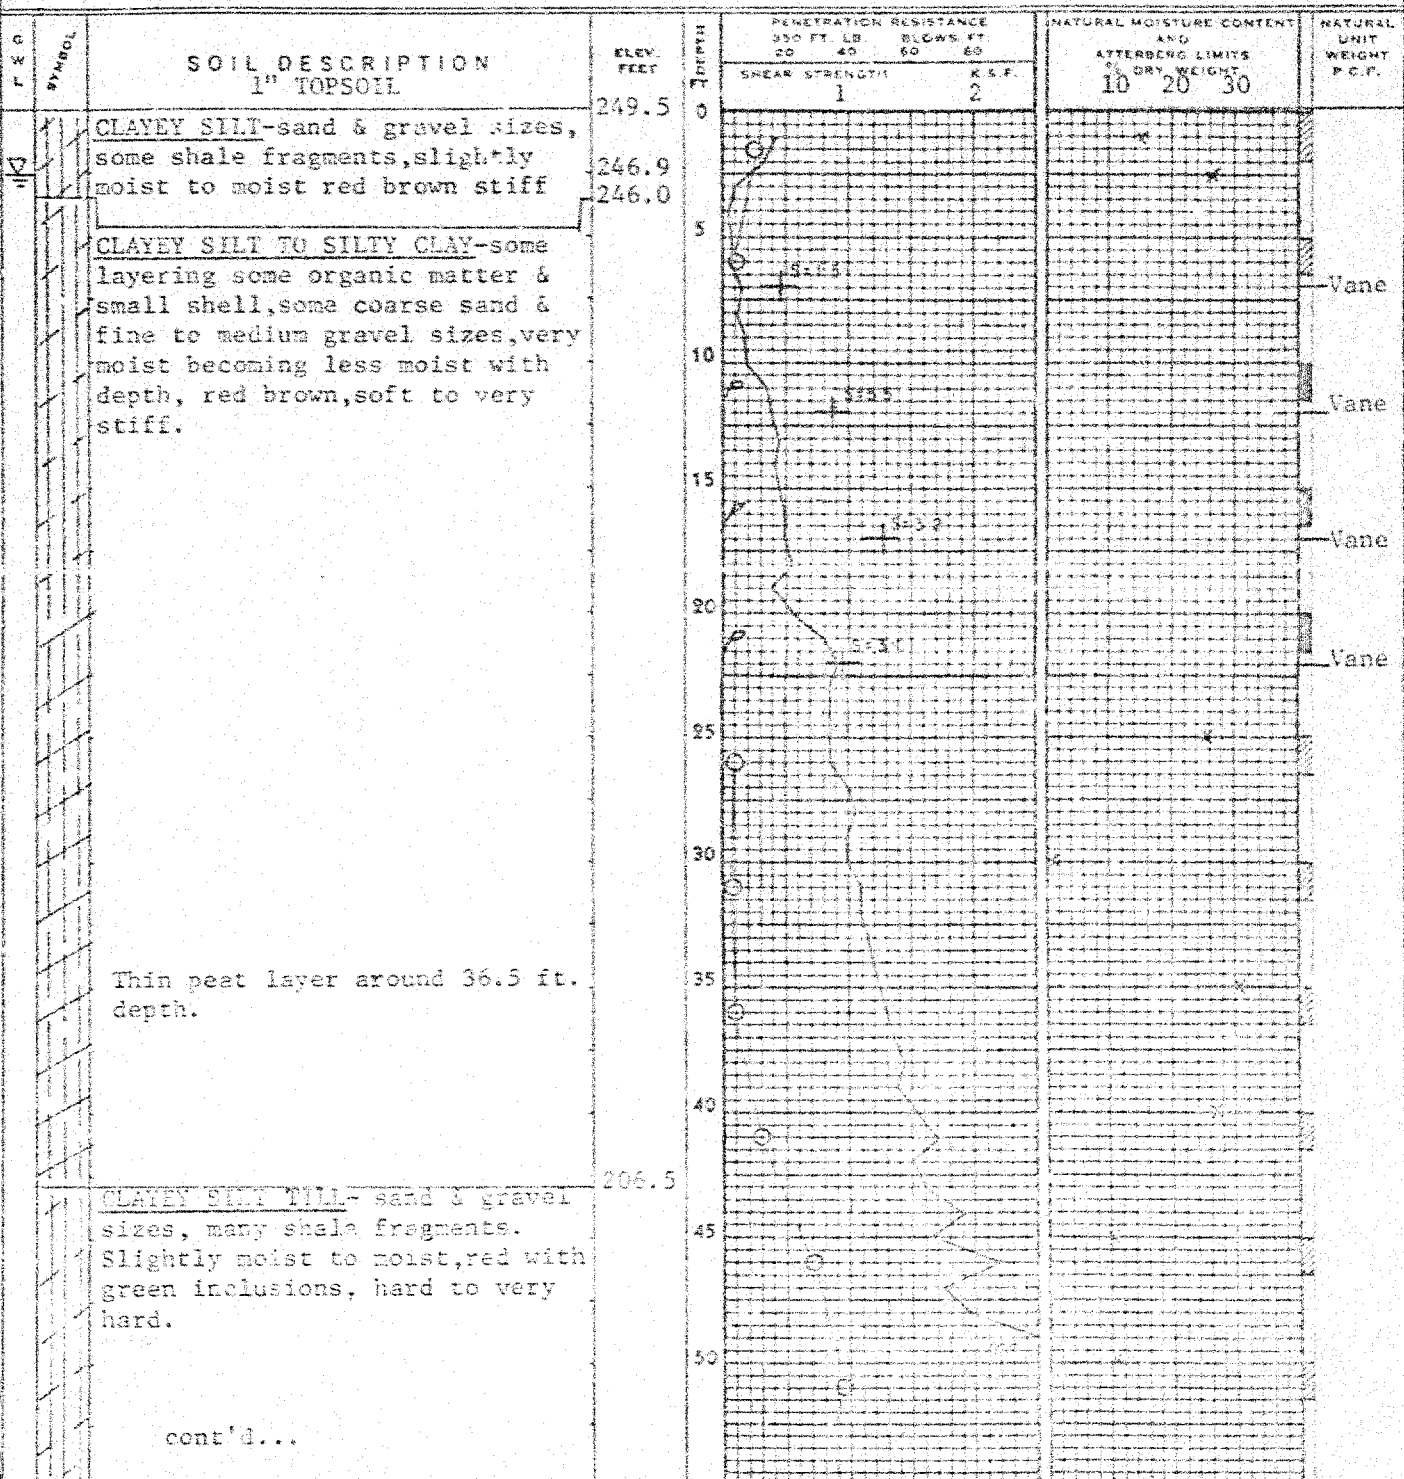 G W L
SYMBOL
SOIL DESCRIPTION
1" TOPSOIL
ELEV. FEET
DEPTH
PENETRATION RESISTANCE
350 FT. LB. BLOWS/FT.
20 40 60 80
SHEAR STRENGTH K.S.F.
1 2
NATURAL MOISTURE CONTENT
AND
ATTERBERG LIMITS
% DRY WEIGHT
10 20 30
NATURAL
UNIT
WEIGHT
P.C.F.
249.5
0
CLAYEY SILT-sand & gravel sizes,
some shale fragments,slightly
moist to moist red brown stiff
246.9
246.0
5
CLAYEY SILT TO SILTY CLAY-some
layering some organic matter &
small shell,some coarse sand &
fine to medium gravel sizes,very
moist becoming less moist with
depth, red brown,soft to very
stiff.
Vane
10
Vane
15
Vane
20
Vane
25
30
Thin peat layer around 36.5 ft.
depth.
35
40
206.5
CLAYEY SILT TILL- sand & gravel
sizes, many shale fragments.
Slightly moist to moist,red with
green inclusions, hard to very
hard.
45
50
cont'd...